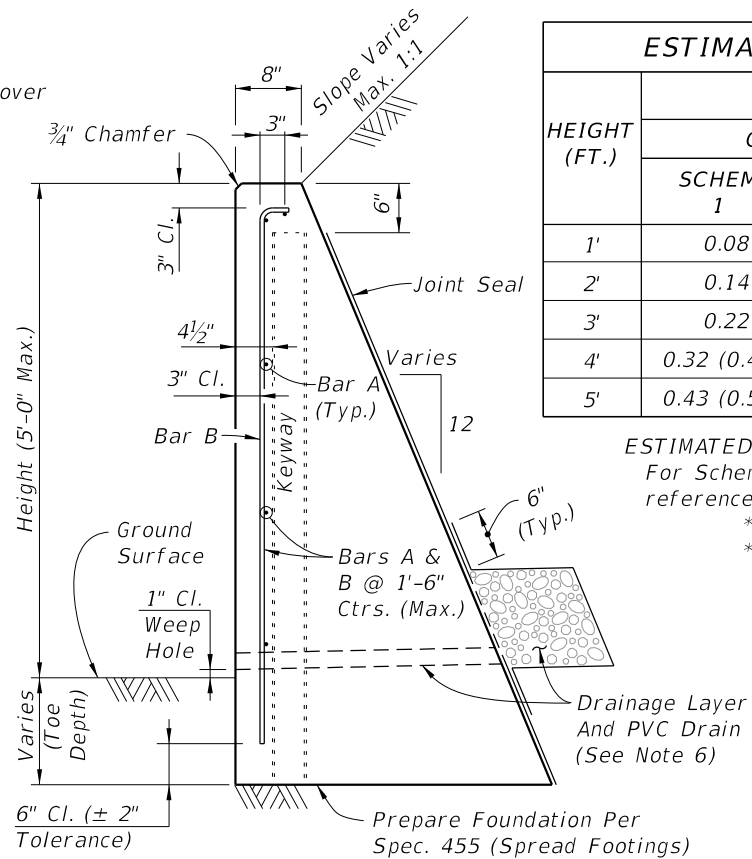 over
8"
Slope Varies
Max. 1:1
3"
¾" Chamfer
6"
3" Cl.
Joint Seal
4½"
Varies
12
3" Cl.
Bar A
(Typ.)
Bar B
Keyway
Height (5'-0" Max.)
6"
(Typ.)
Ground
Surface
Bars A &
B @ 1'-6"
Ctrs. (Max.)
1" Cl.
Weep
Hole
Varies
(Toe
Depth)
Drainage Layer
And PVC Drain
(See Note 6)
6" Cl. (± 2"
Tolerance)
Prepare Foundation Per
Spec. 455 (Spread Footings)
ESTIMA
HEIGHT
(FT.)
SCHEM
1
1' 0.08
2' 0.14
3' 0.22
4' 0.32 (0.4
5' 0.43 (0.5
ESTIMATED
For Schem
reference
*
*